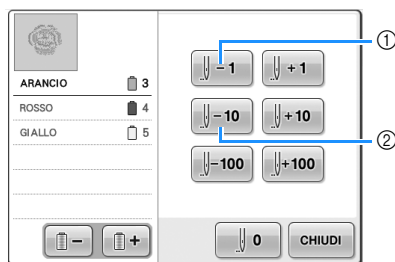 ARANCIO 3
ROSSO 4
GIALLO 5
– 1 + 1 ①
– 10 + 10 ②
–100 +100
– + 0 CHIUDI